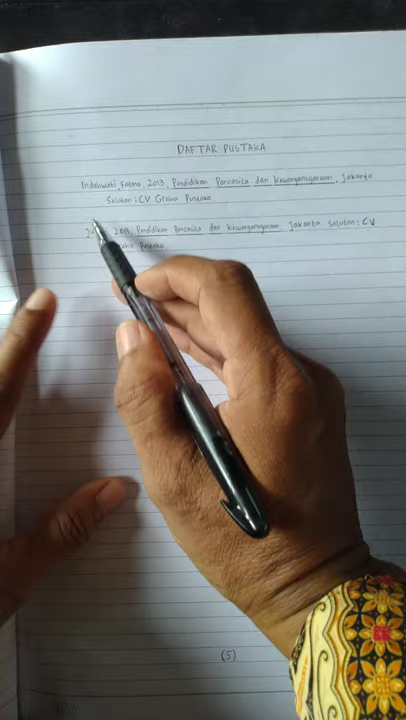 DAFTAR PUSTAKA
Indahwati, Fatma, 2013, Pendidikan Pancasila dan Kewarganegaraan, Jakarta
Selatan : CV Graha Pustaka
2013, Pendidikan Pancasila dan Kewarganegaraan Jakarta Selatan : CV
Pustaka
(5)